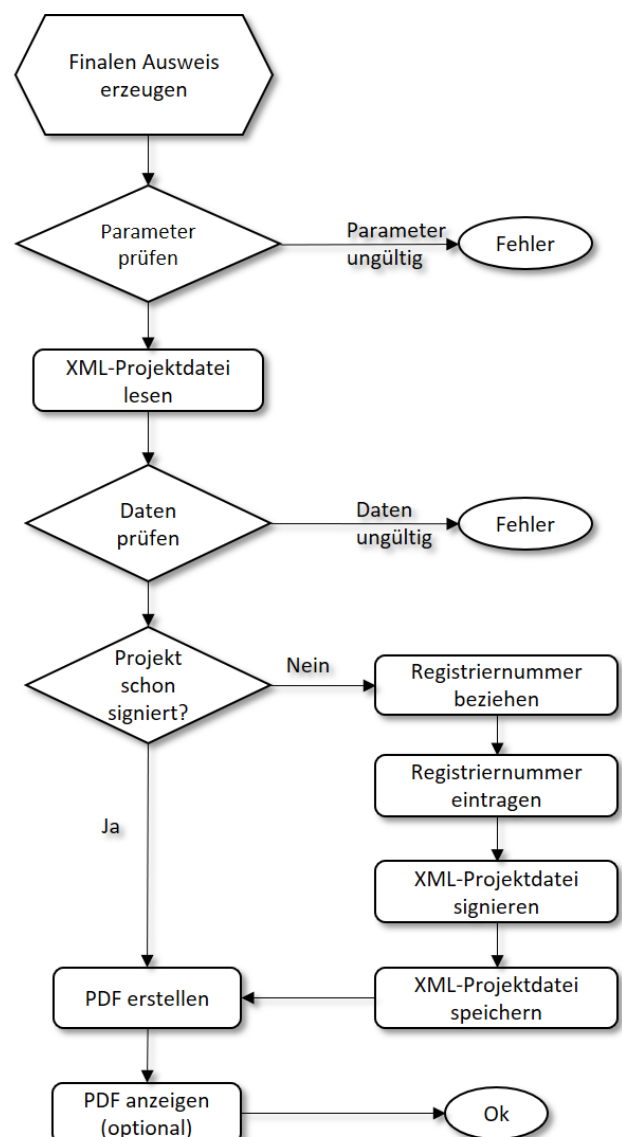 Finalen Ausweis
erzeugen
Parameter
prüfen
Parameter
ungültig
Fehler
XML-Projektdatei
lesen
Daten
prüfen
Daten
ungültig
Fehler
Projekt
schon
signiert?
Nein
Registriernummer
beziehen
Registriernummer
eintragen
Ja
XML-Projektdatei
signieren
XML-Projektdatei
speichern
PDF erstellen
PDF anzeigen
(optional)
Ok